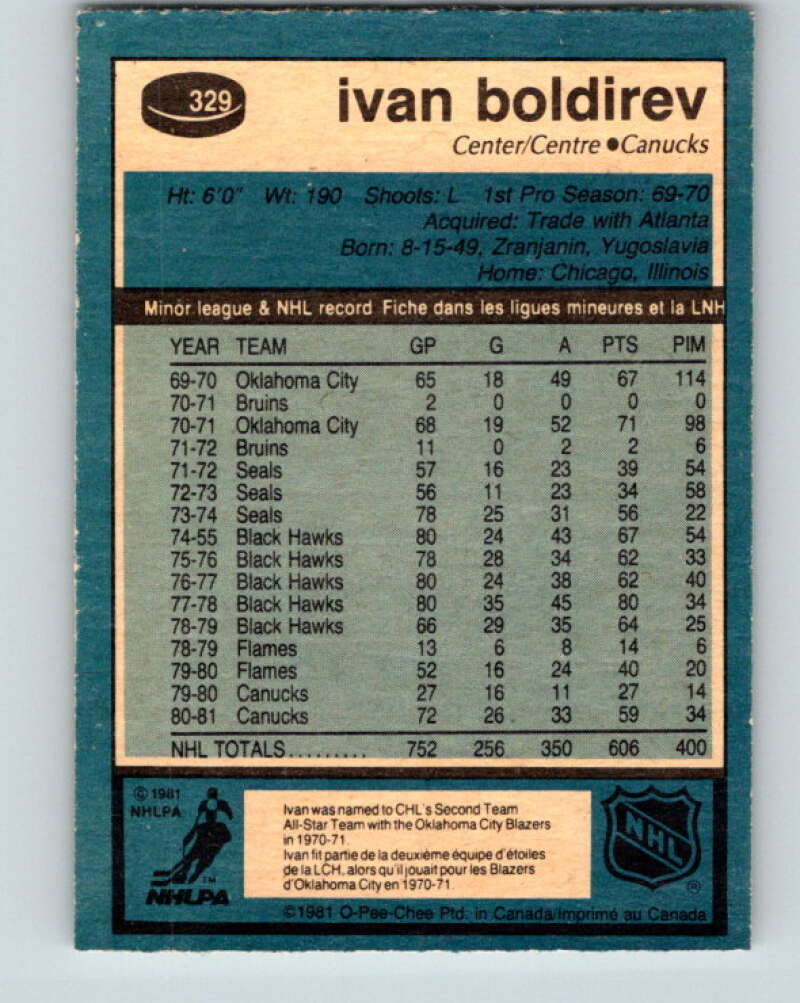 329
ivan boldirev
Center/Centre ● Canucks
Ht: 6'0" Wt: 190 Shoots: L 1st Pro Season: 69-70
Acquired: Trade with Atlanta
Born: 8-15-49, Zranjanin, Yugoslavia
Home: Chicago, Illinois
Minor league & NHL record Fiche dans les ligues mineures et la LNH
YEAR TEAM GP G A PTS PIM
69-70 Oklahoma City 65 18 49 67 114
70-71 Bruins 2 0 0 0 0
70-71 Oklahoma City 68 19 52 71 98
71-72 Bruins 11 0 2 2 6
71-72 Seals 57 16 23 39 54
72-73 Seals 56 11 23 34 58
73-74 Seals 78 25 31 56 22
74-55 Black Hawks 80 24 43 67 54
75-76 Black Hawks 78 28 34 62 33
76-77 Black Hawks 80 24 38 62 40
77-78 Black Hawks 80 35 45 80 34
78-79 Black Hawks 66 29 35 64 25
78-79 Flames 13 6 8 14 6
79-80 Flames 52 16 24 40 20
79-80 Canucks 27 16 11 27 14
80-81 Canucks 72 26 33 59 34
NHL TOTALS......... 752 256 350 606 400
© 1981
NHLPA
TM
NHLPA
Ivan was named to CHL's Second Team
All-Star Team with the Oklahoma City Blazers
in 1970-71.
Ivan fit partie de la deuxième équipe d'étoiles
de la LCH, alors qu'il jouait pour les Blazers
d'Oklahoma City en 1970-71.
NHL
®
©1981 O-Pee-Chee Ptd. in Canada/Imprimé au Canada